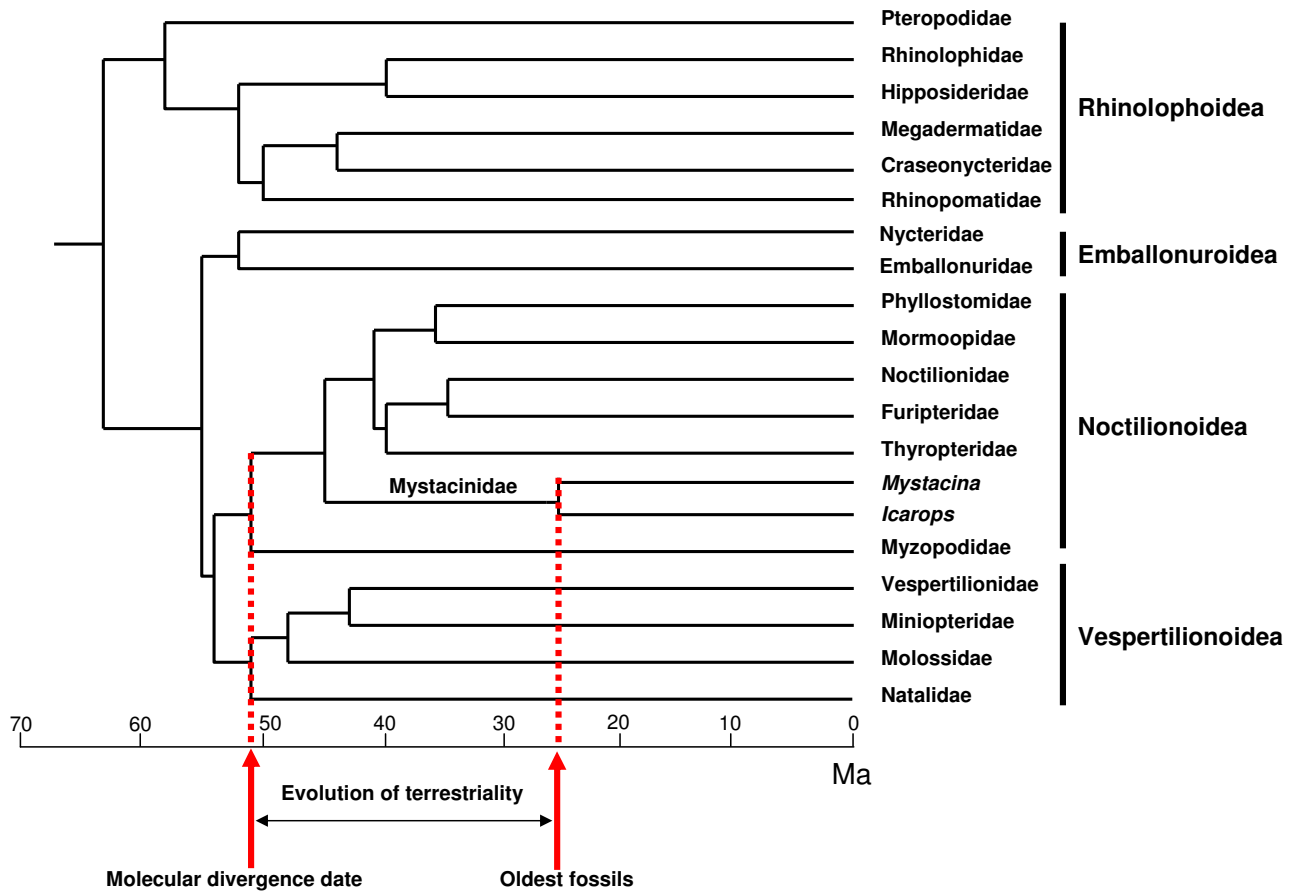 Pteropodidae
Rhinolophidae
Hipposideridae
Rhinolophoidea
Megadermatidae
Craseonycteridae
Rhinopomatidae
Nycteridae
Emballonuroidea
Emballonuridae
Phyllostomidae
Mormoopidae
Noctilionidae
Furipteridae
Noctilionoidea
Thyropteridae
Mystacinidae
Mystacina
Icarops
Myzopodidae
Vespertilionidae
Miniopteridae
Vespertilionoidea
Molossidae
Natalidae
70 60 50 40 30 20 10 0
Ma
Evolution of terrestriality
Molecular divergence date
Oldest fossils